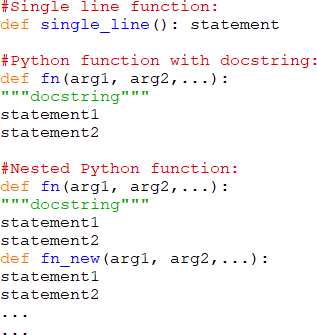 #Single line function:
def single_line(): statement
#Python function with docstring:
def fn(arg1, arg2,...):
"""docstring"""
statement1
statement2
#Nested Python function:
def fn(arg1, arg2,...):
"""docstring"""
statement1
statement2
def fn_new(arg1, arg2,...):
statement1
statement2
...
...